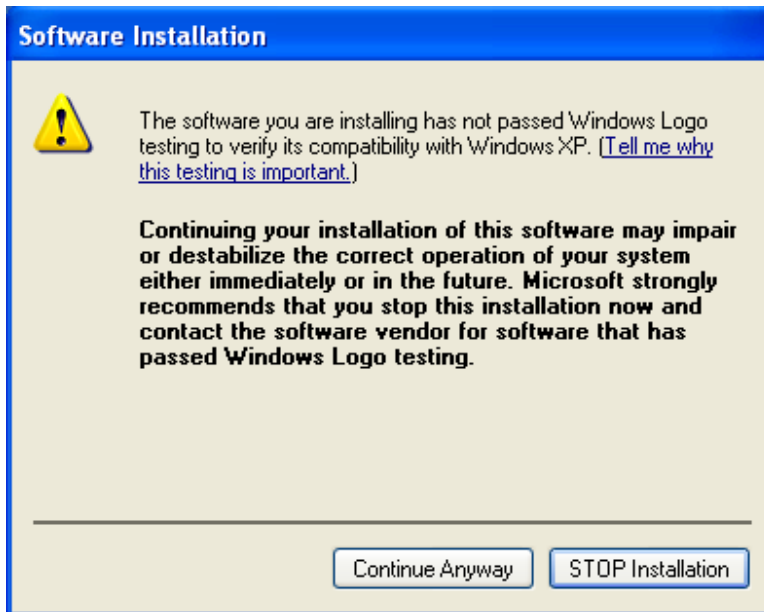 Software Installation
The software you are installing has not passed Windows Logo
testing to verify its compatibility with Windows XP. (Tell me why
this testing is important.)
Continuing your installation of this software may impair
or destabilize the correct operation of your system
either immediately or in the future. Microsoft strongly
recommends that you stop this installation now and
contact the software vendor for software that has
passed Windows Logo testing.
Continue Anyway
STOP Installation